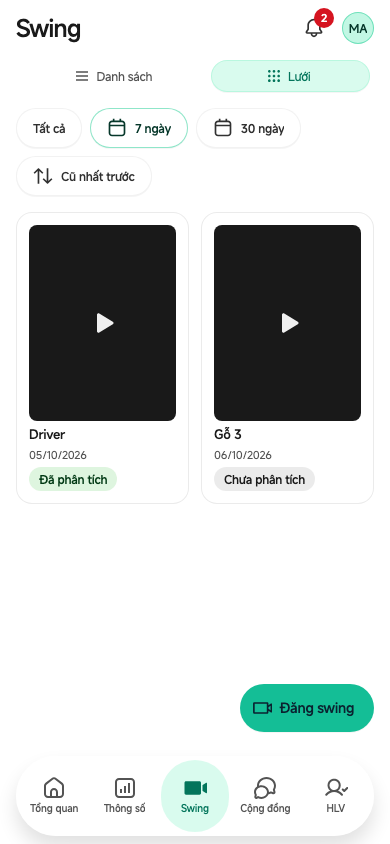 Swing
2
MA
Danh sách
Lưới
Tất cả
7 ngày
30 ngày
Cũ nhất trước
Driver
05/10/2026
Đã phân tích
Gỗ 3
06/10/2026
Chưa phân tích
Đăng swing
Tổng quan
Thông số
Swing
Cộng đồng
HLV